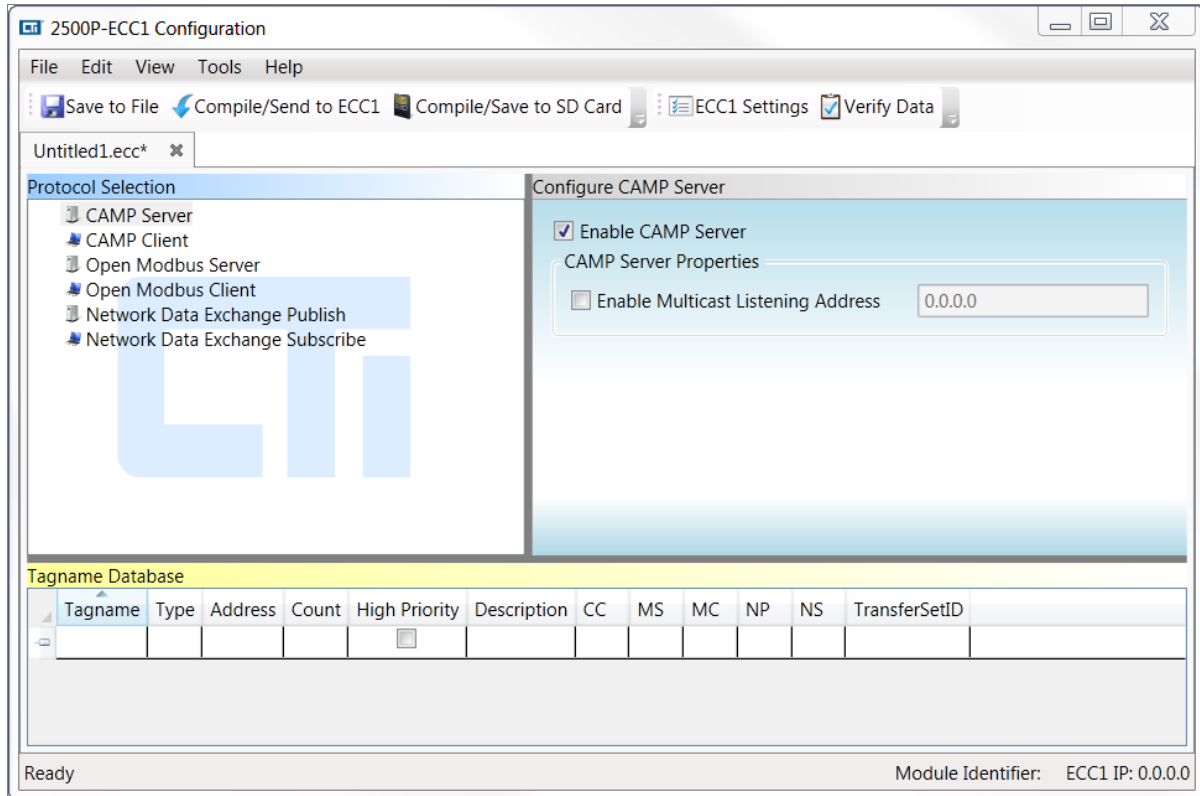 CTi 2500P-ECC1 Configuration
File Edit View Tools Help
Save to File Compile/Send to ECC1 Compile/Save to SD Card ECC1 Settings Verify Data
Untitled1.ecc*
Protocol Selection
CAMP Server
CAMP Client
Open Modbus Server
Open Modbus Client
Network Data Exchange Publish
Network Data Exchange Subscribe
CTi
Configure CAMP Server
Enable CAMP Server
CAMP Server Properties
Enable Multicast Listening Address 0.0.0.0
Tagname Database
Tagname Type Address Count High Priority Description CC MS MC NP NS TransferSetID
Ready Module Identifier: ECC1 IP: 0.0.0.0